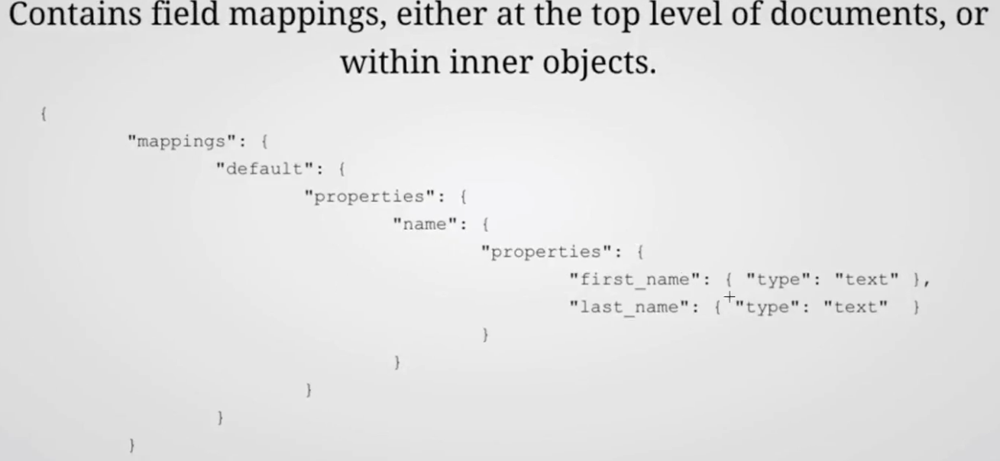 Contains field mappings, either at the top level of documents, or
within inner objects.
{
"mappings": {
"default": {
"properties": {
"name": {
"properties": {
"first_name": { "type": "text" },
"last_name": { "type": "text" }
}
}
}
}
}